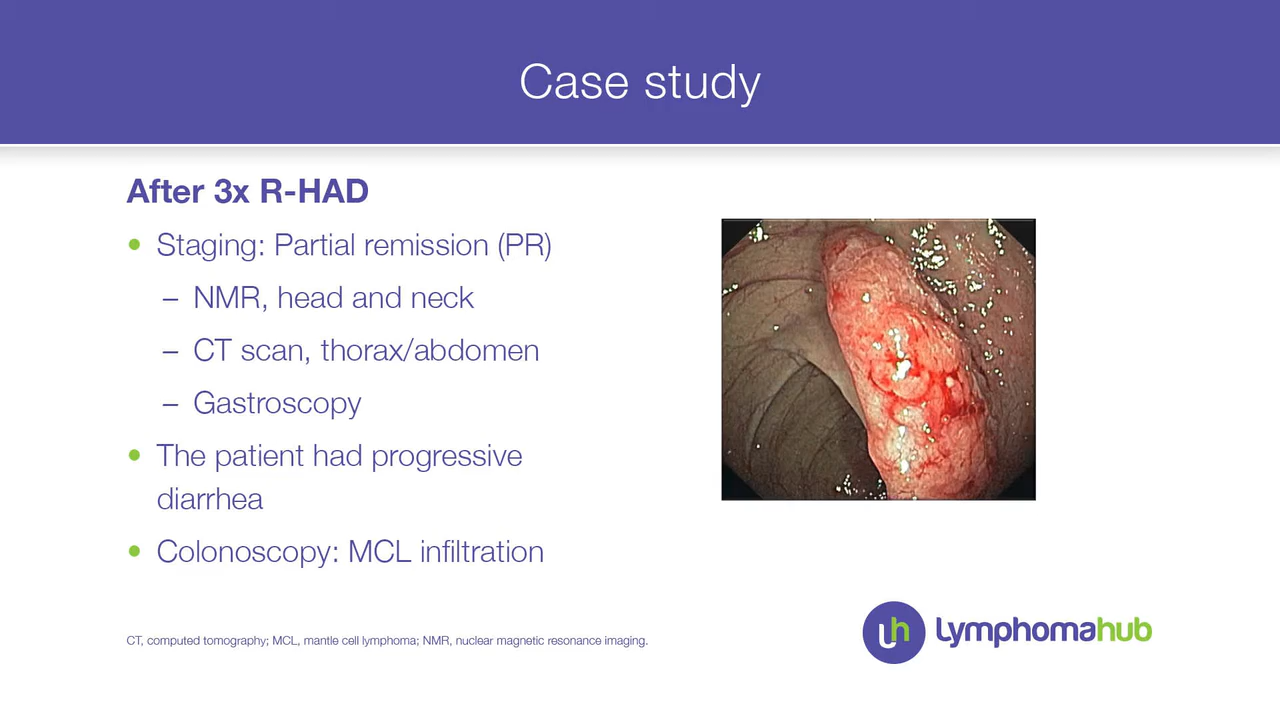 Case study
After 3x R-HAD
• Staging: Partial remission (PR)
– NMR, head and neck
– CT scan, thorax/abdomen
– Gastroscopy
• The patient had progressive
diarrhea
• Colonoscopy: MCL infiltration
CT, computed tomography; MCL, mantle cell lymphoma; NMR, nuclear magnetic resonance imaging.
lh lymphomahub